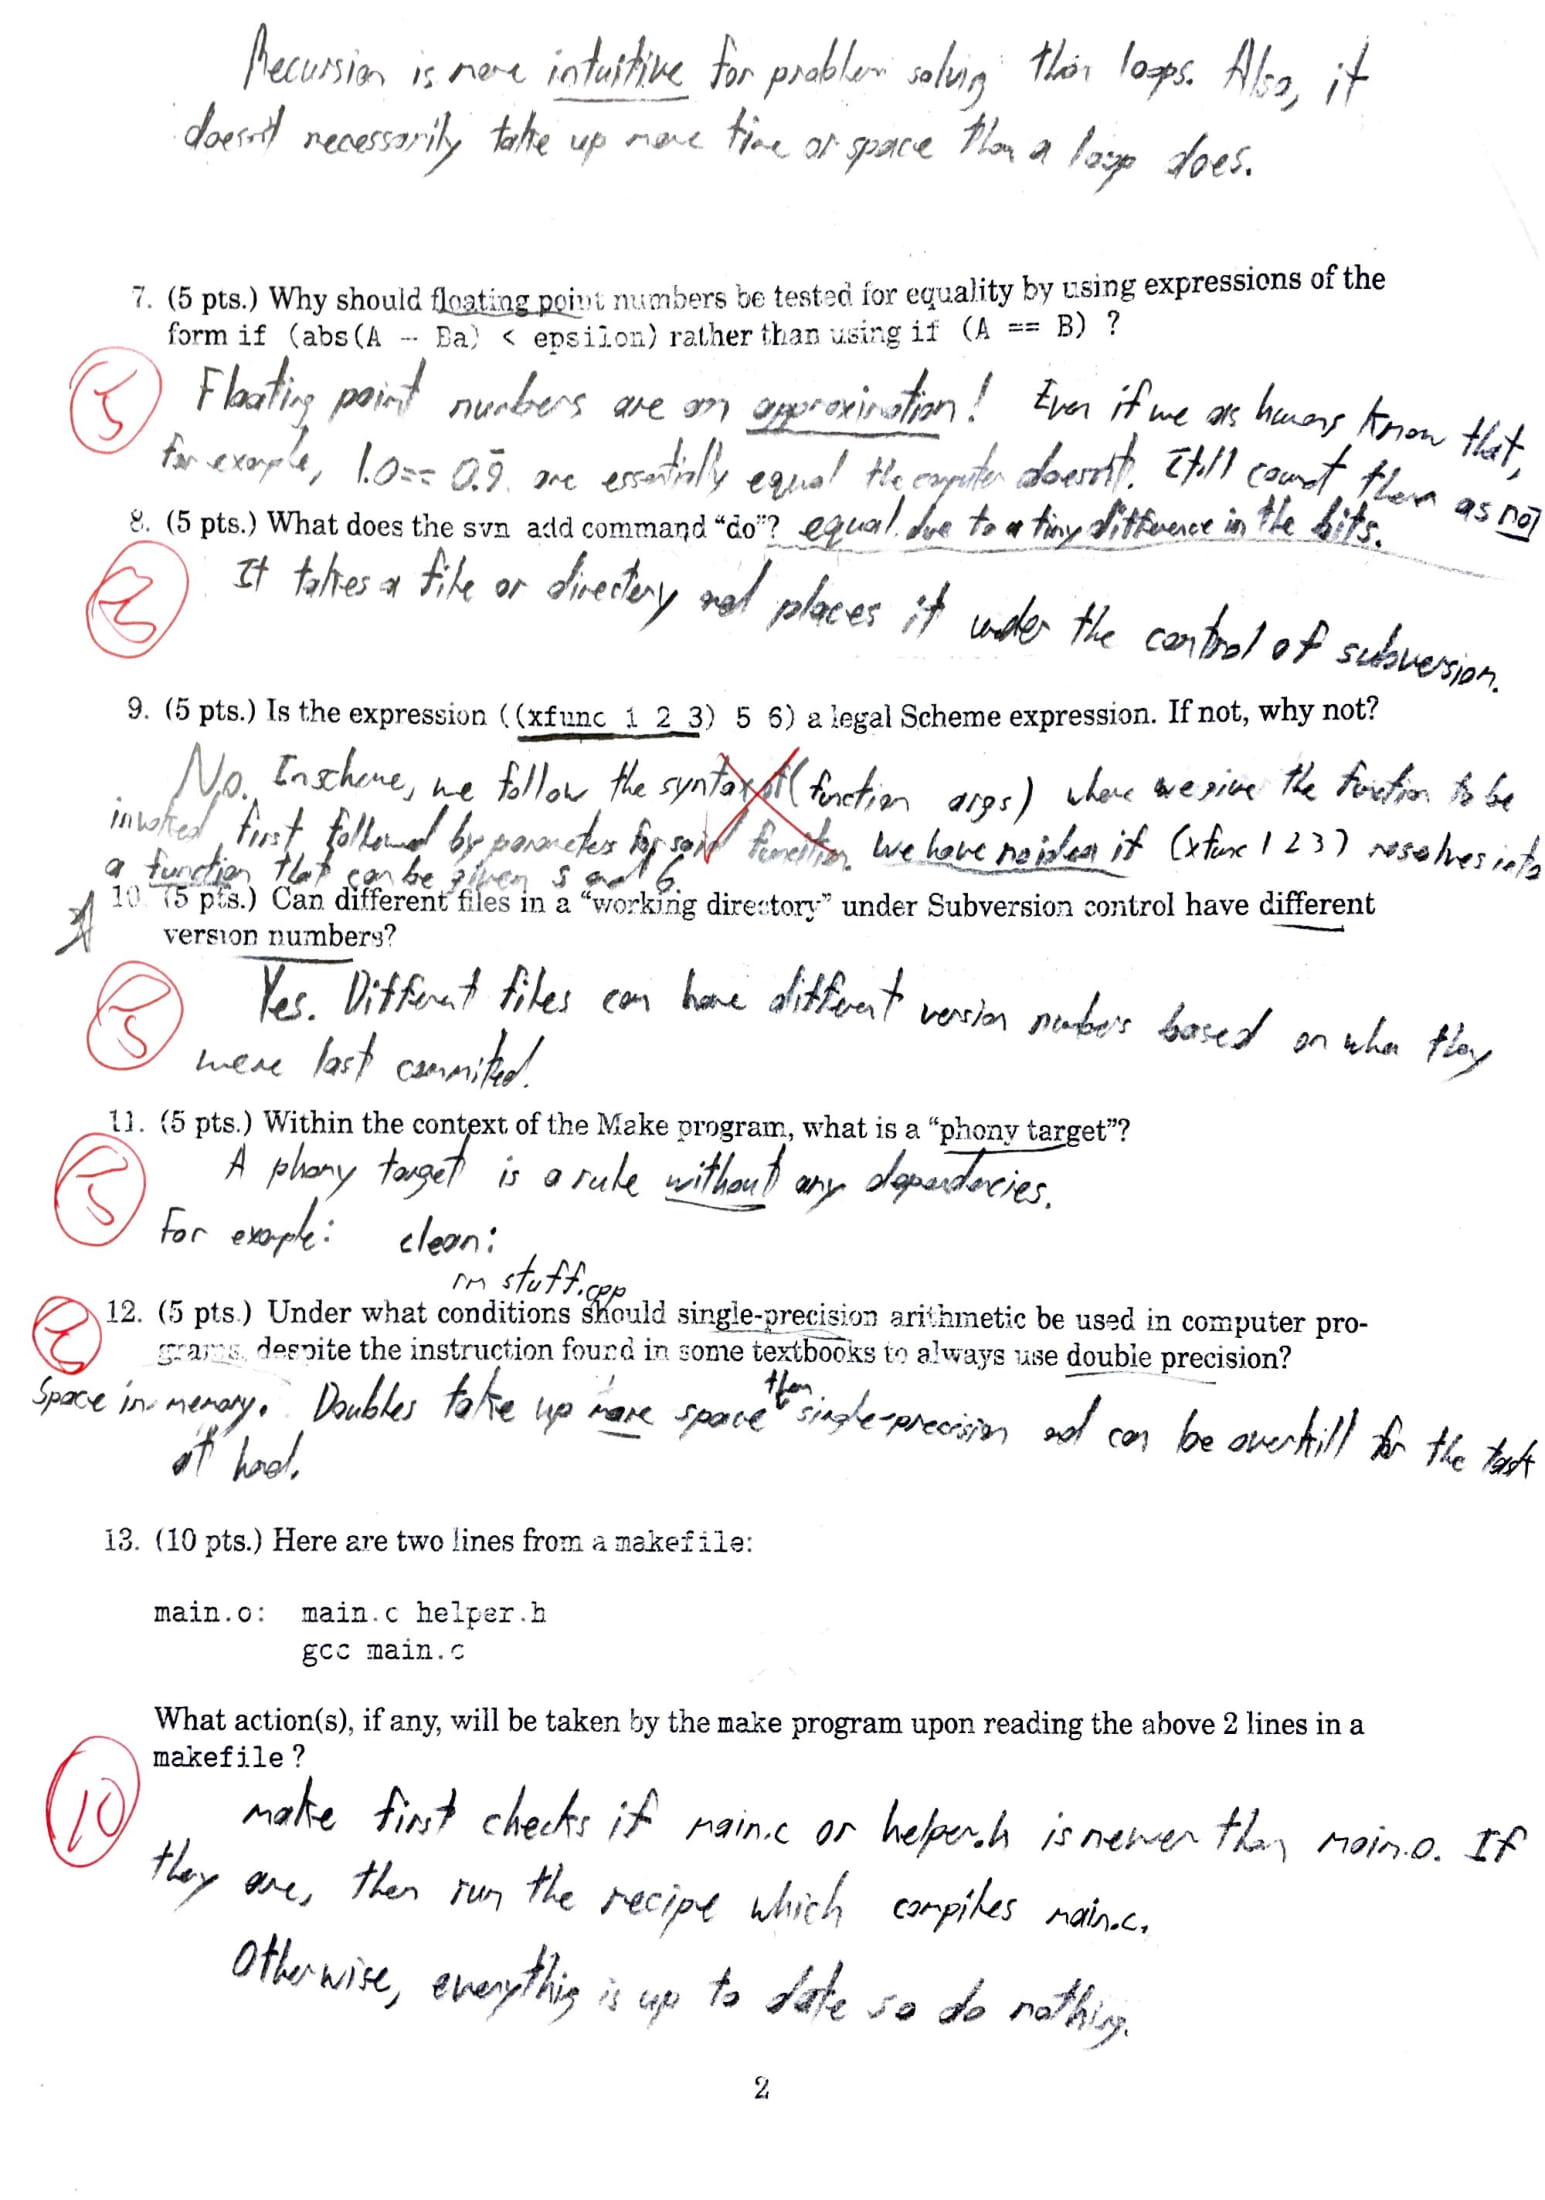 Recursion is more intuitive for problem solving than loops. Also, it
doesn't necessarily take up more time or space than a loop does.
7. (5 pts.) Why should floating point numbers be tested for equality by using expressions of the
form if (abs(A - Ba) < epsilon) rather than using if (A == B) ?
5
Floating point numbers are an approximation! Even if we as humans know that,
for example, 1.0 == 0.9̄ are essentially equal the computer doesn't. It'll count them as not
8. (5 pts.) What does the svn add command “do”? equal due to a tiny difference in the bits.
It takes a file or directory and places it under the control of subversion.
9. (5 pts.) Is the expression ((xfunc 1 2 3) 5 6) a legal Scheme expression. If not, why not?
No. In scheme, we follow the syntax of (function args) where we give the function to be
invoked first followed by parameters for said function. We have no idea if (xfunc 1 2 3) resolves into
a function that can be given 5 and 6
10. (5 pts.) Can different files in a “working directory” under Subversion control have different
version numbers?
5
Yes. Different files can have different version numbers based on when they
were last commited.
11. (5 pts.) Within the context of the Make program, what is a “phony target”?
5
A phony target is a rule without any dependencies.
For example: clean:
rm stuff.cpp
12. (5 pts.) Under what conditions should single-precision arithmetic be used in computer pro-
grams, despite the instruction found in some textbooks to always use double precision?
Space in memory. Doubles take up more space than single-precision and can be overkill for the task
at hand.
13. (10 pts.) Here are two lines from a makefile:
main.o: main.c helper.h
gcc main.c
What action(s), if any, will be taken by the make program upon reading the above 2 lines in a
makefile ?
10
make first checks if main.c or helper.h is newer than main.o. If
they are, then run the recipe which compiles main.c.
Otherwise, everything is up to date so do nothing.
2